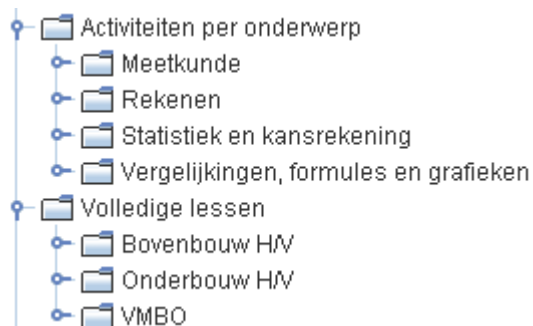 Activiteiten per onderwerp
Meetkunde
Rekenen
Statistiek en kansrekening
Vergelijkingen, formules en grafieken
Volledige lessen
Bovenbouw H/V
Onderbouw H/V
VMBO